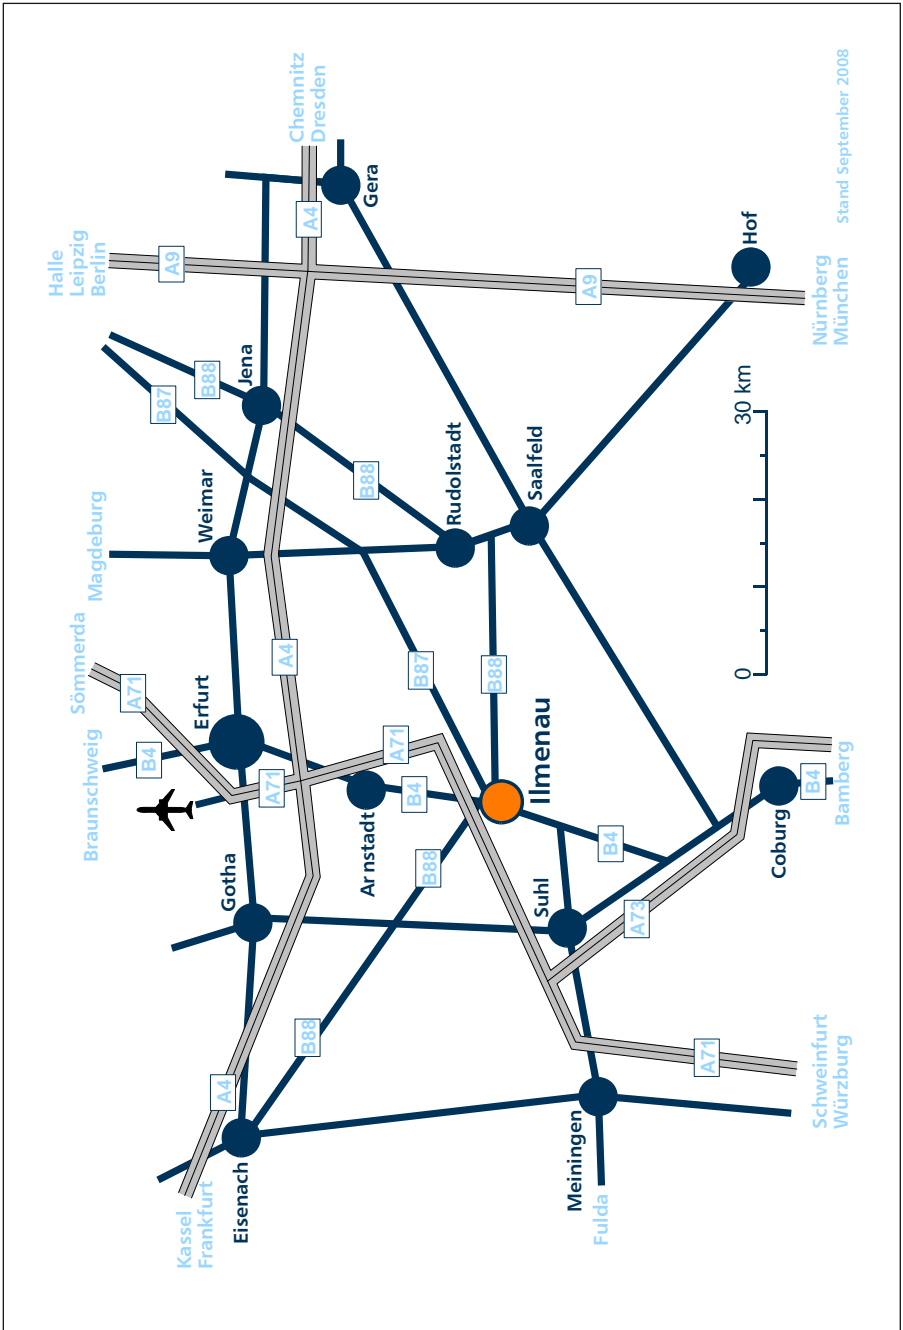 Kassel
Frankfurt
Braunschweig
Sömmerda
Magdeburg
Halle
Leipzig
Berlin
Chemnitz
Dresden
A71
B4
B87
B88
A9
A4
Eisenach
Gotha
Erfurt
Weimar
Jena
Gera
A4
A71
A4
B88
A71
B88
B4
Arnstadt
B88
B87
B88
Rudolstadt
Saalfeld
Ilmenau
Suhl
B4
A9
Hof
Meiningen
Fulda
A73
A71
Coburg
B4
0
30 km
Schweinfurt
Würzburg
Bamberg
Nürnberg
München
Stand September 2008